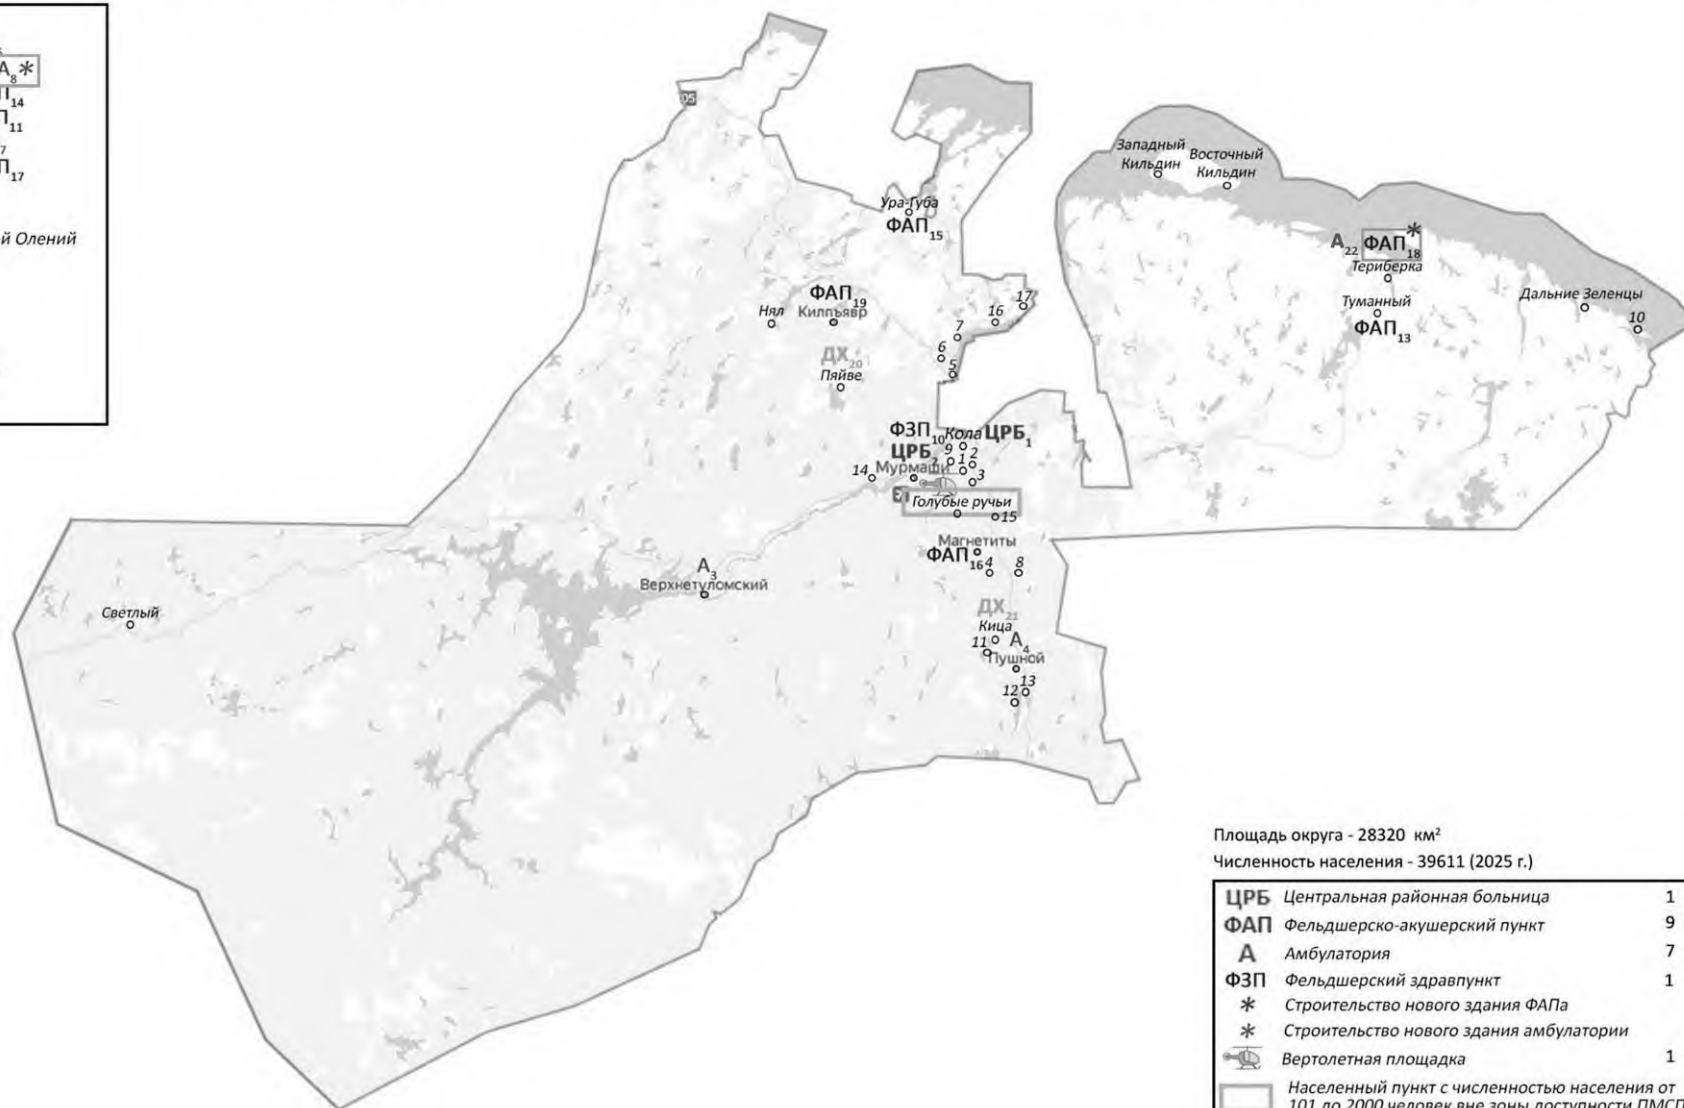 А₈ *
П₁₄
П₁₁
7
П₁₇
й Олений
05
Западный
Кильдин
Восточный
Кильдин
Ура-Губа
ФАП₁₅
А₂₂ ФАП₁₈ *
Териберка
Туманный
ФАП₁₃
Дальние Зеленцы
10
ФАП₁₉
Нял
Килпъявр
17
16
7
6
5
ДХ₂₀
Пяйве
ФЗП₁₀ Кола ЦРБ₁
ЦРБ₂ 9 1 2
14 Мурмаши 3
Голубые ручьи
15
Магнетиты
ФАП₁₆ 4 8
А₃
Верхнетуломский
Светлый
ДХ₂₁
Кица
11 А₄
Пушной
12 13
Площадь округа - 28320 км²
Численность населения - 39611 (2025 г.)
ЦРБ Центральная районная больница 1
ФАП Фельдшерско-акушерский пункт 9
А Амбулатория 7
ФЗП Фельдшерский здравпункт 1
* Строительство нового здания ФАПа
* Строительство нового здания амбулатории
Вертолетная площадка 1
Населенный пункт с численностью населения от
101 до 2000 человек вне зоны доступности ПМСП